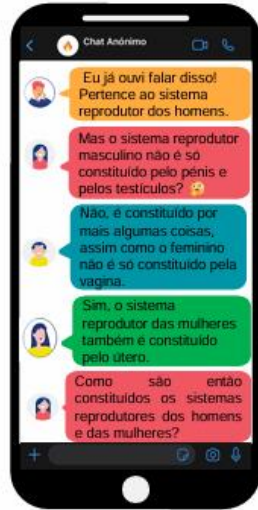 Chat Anónimo
Eu já ouvi falar disso!
Pertence ao sistema
reprodutor dos homens.
Mas o sistema reprodutor
masculino não é só
constituído pelo pénis e
pelos testículos? 🤔
Não, é constituído por
mais algumas coisas,
assim como o feminino
não é só constituído pela
vagina.
Sim, o sistema
reprodutor das mulheres
também é constituído
pelo útero.
Como são então
constituídos os sistemas
reprodutores dos homens
e das mulheres?